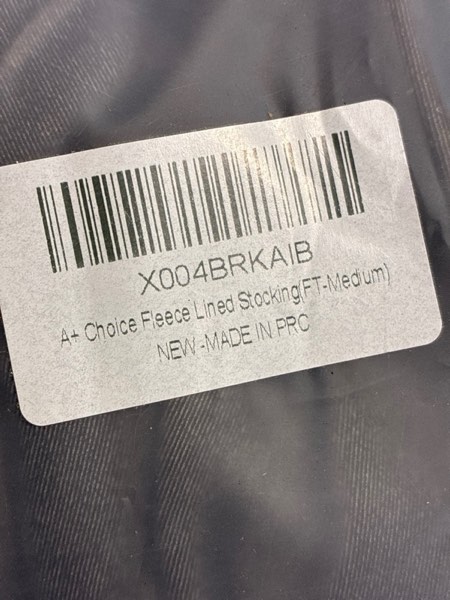 X004BRKAIB
A+ Choice Fleece Lined Stocking(FT-Medium)
NEW -MADE IN PRC